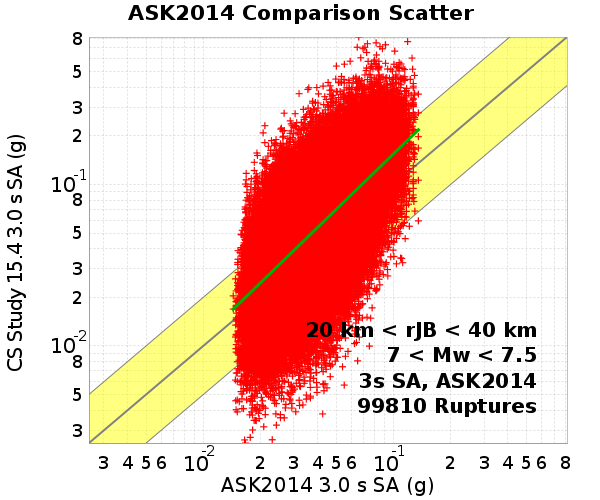 ASK2014 Comparison Scatter
CS Study 15.4 3.0 s SA (g)
8
5
3
2
10-1
8
5
3
2
10-2
8
5
3
20 km < rJB < 40 km
7 < Mw < 7.5
3s SA, ASK2014
99810 Ruptures
3 4 5 6 10-2 2 3 4 5 6 10-1 2 3 4 5 6 8
ASK2014 3.0 s SA (g)